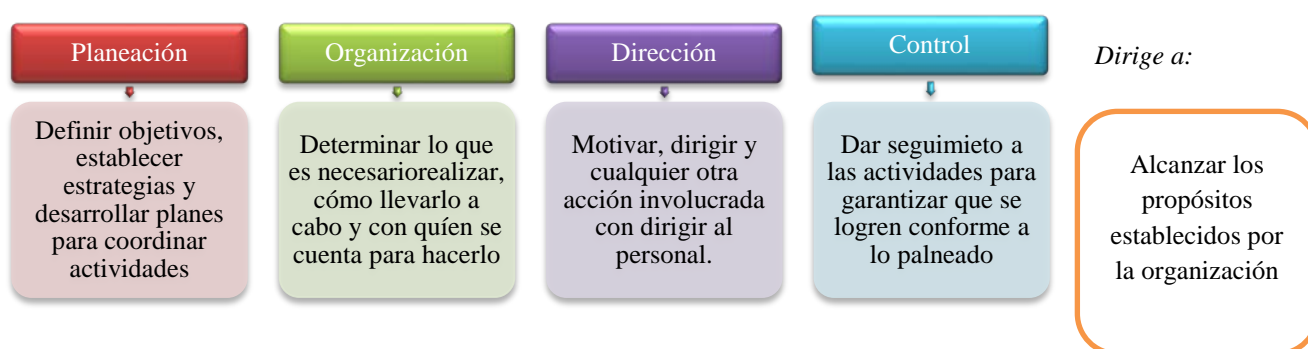 Planeación
Definir objetivos,
establecer
estrategias y
desarrollar planes
para coordinar
actividades
Organización
Determinar lo que
es necesariorealizar,
cómo llevarlo a
cabo y con quíen se
cuenta para hacerlo
Dirección
Motivar, dirigir y
cualquier otra
acción involucrada
con dirigir al
personal.
Control
Dar seguimieto a
las actividades para
garantizar que se
logren conforme a
lo palneado
Dirige a:
Alcanzar los
propósitos
establecidos por
la organización